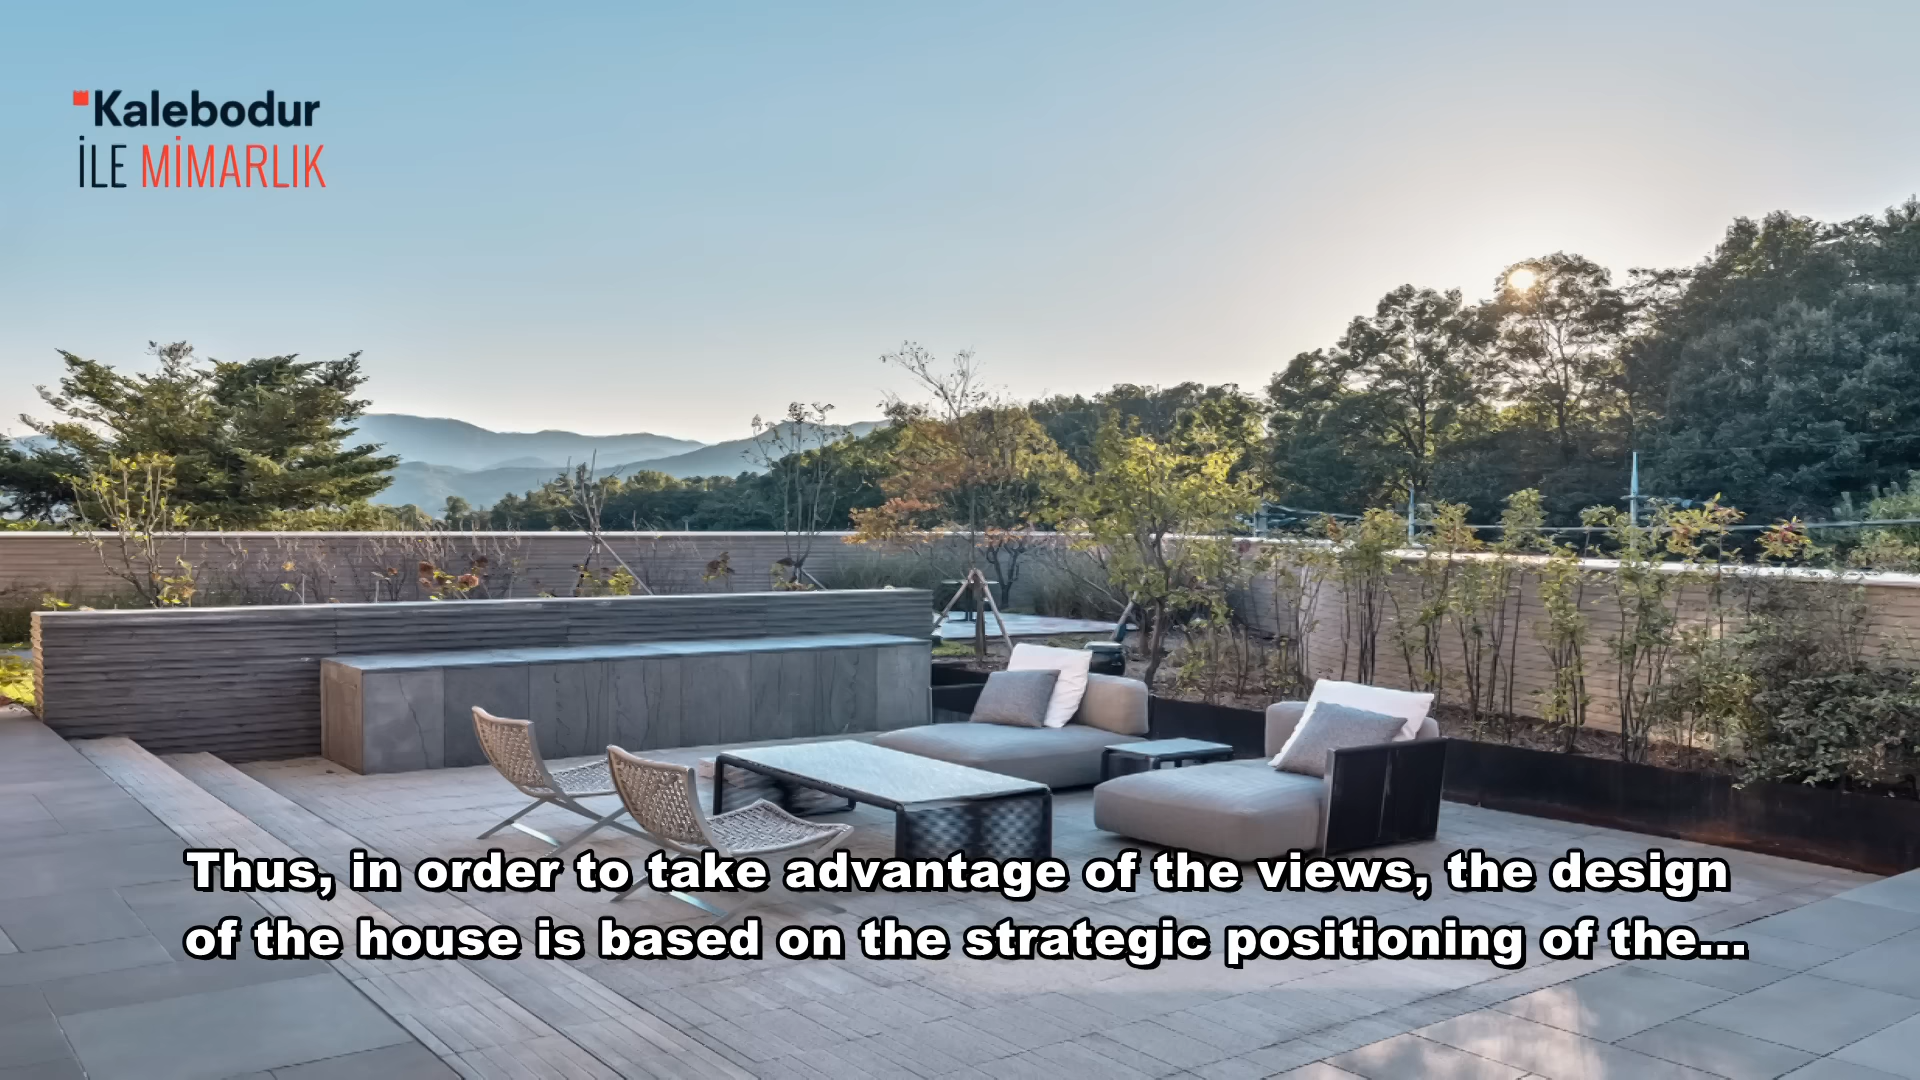 Kalebodur
İLE MİMARLIK
Thus, in order to take advantage of the views, the design
of the house is based on the strategic positioning of the...